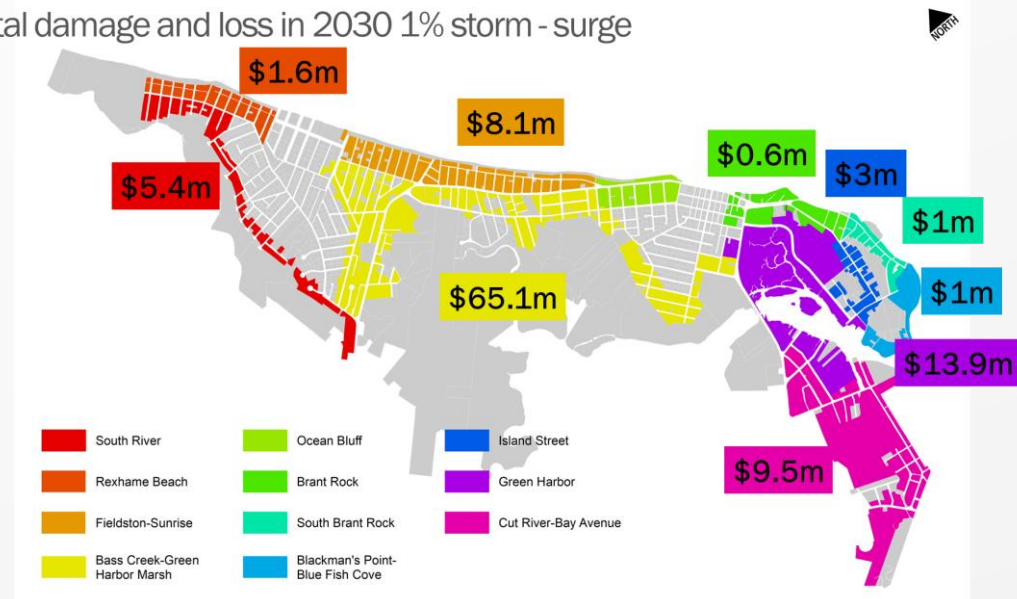 tal damage and loss in 2030 1% storm - surge
NORTH
$1.6m
$8.1m
$0.6m
$3m
$5.4m
$1m
$65.1m
$1m
$13.9m
$9.5m
South River
Rexhame Beach
Fieldston-Sunrise
Bass Creek-Green
Harbor Marsh
Ocean Bluff
Brant Rock
South Brant Rock
Blackman's Point-
Blue Fish Cove
Island Street
Green Harbor
Cut River-Bay Avenue